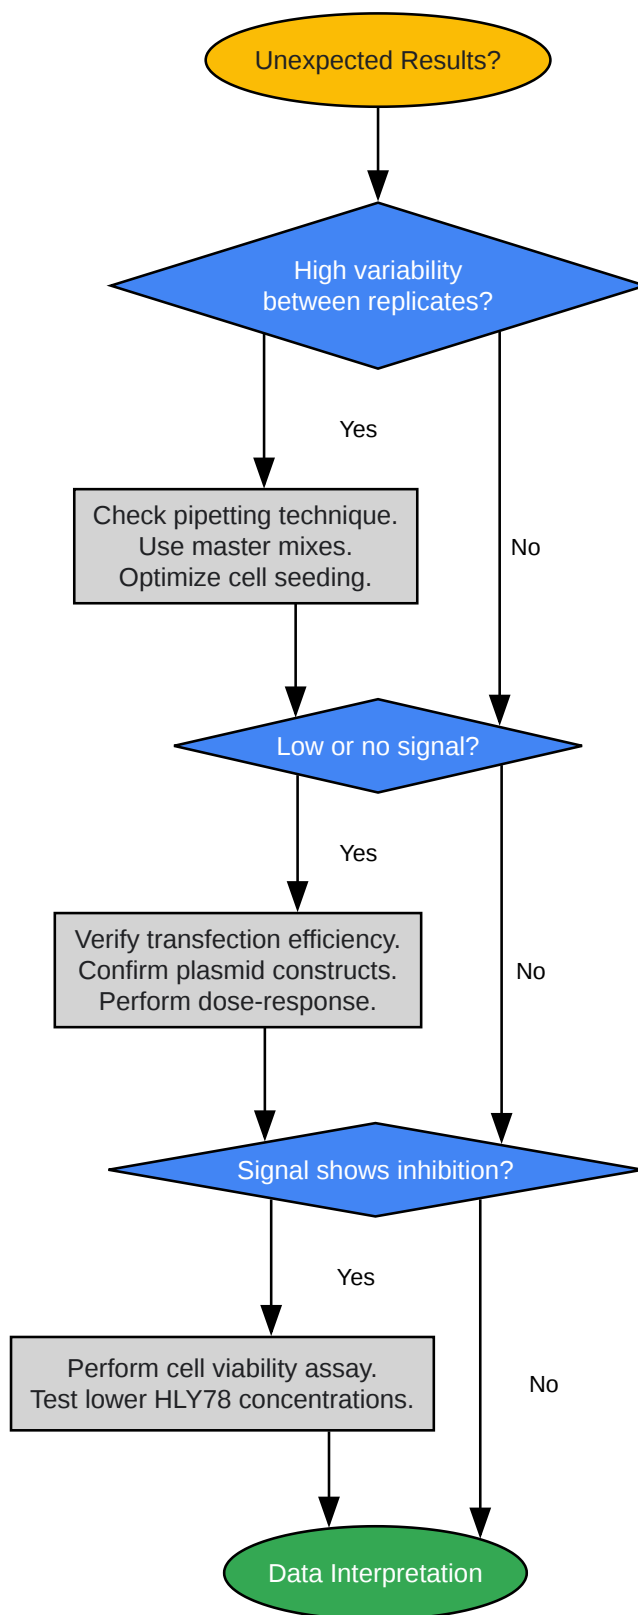 Unexpected Results?
High variability
between replicates?
Yes
Check pipetting technique.
Use master mixes.
Optimize cell seeding.
No
Low or no signal?
Yes
Verify transfection efficiency.
Confirm plasmid constructs.
Perform dose-response.
No
Signal shows inhibition?
Yes
Perform cell viability assay.
Test lower HLY78 concentrations.
No
Data Interpretation